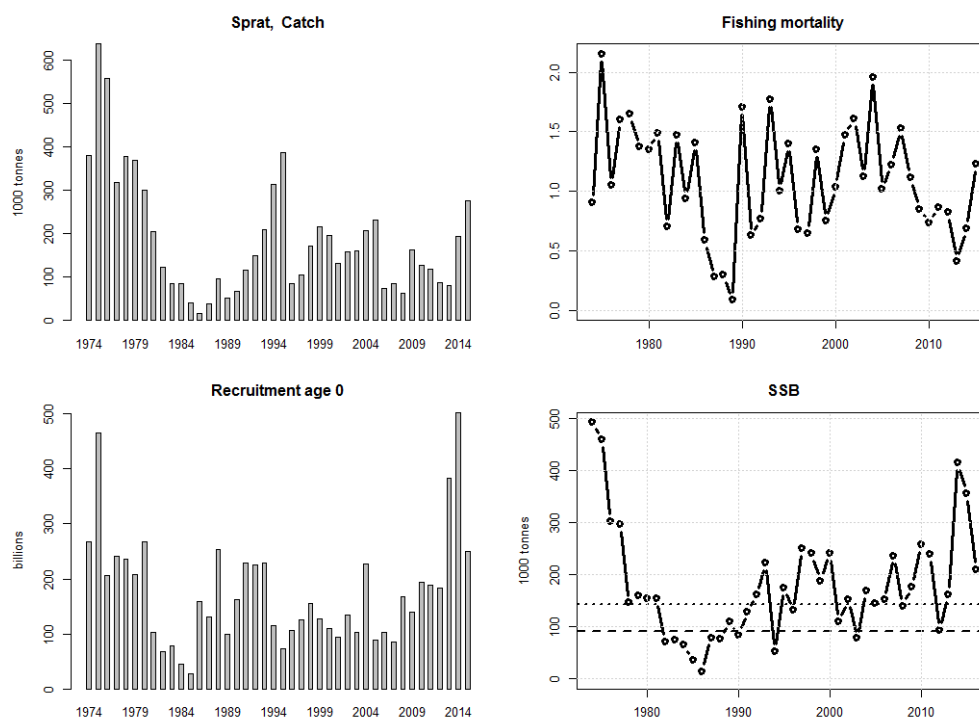 Sprat, Catch
1000 tonnes
600
500
400
300
200
100
0
1974 1979 1984 1989 1994 1999 2004 2009 2014
Fishing mortality
2.0
1.5
1.0
0.5
0.0
1980 1990 2000 2010
Recruitment age 0
billions
500
400
300
200
100
0
1974 1979 1984 1989 1994 1999 2004 2009 2014
SSB
1000 tonnes
500
400
300
200
100
0
1980 1990 2000 2010